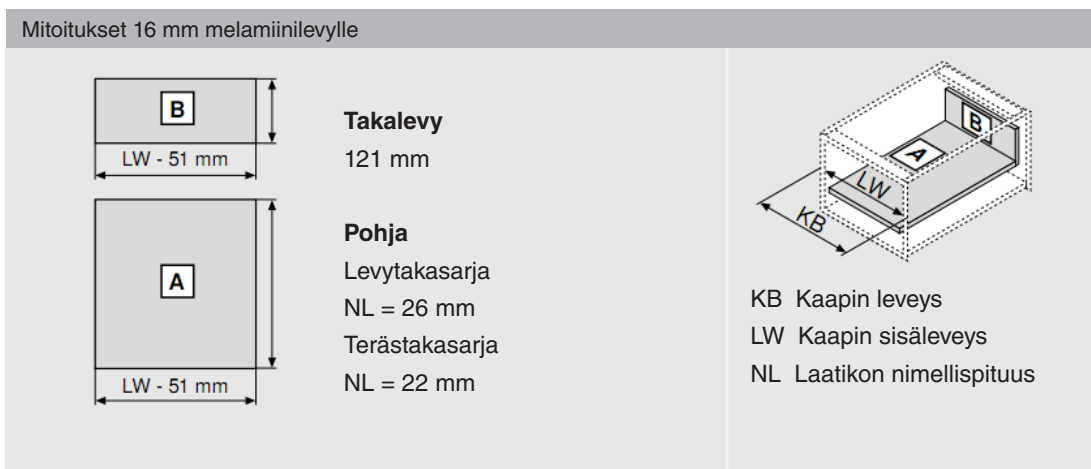 Mitoitukset 16 mm melamiinilevylle
B
LW - 51 mm
Takalevy
121 mm
A
LW - 51 mm
Pohja
Levytakasarja
NL = 26 mm
Terästakasarja
NL = 22 mm
B
A
LW
KB
KB Kaapin leveys
LW Kaapin sisäleveys
NL Laatikon nimellispituus